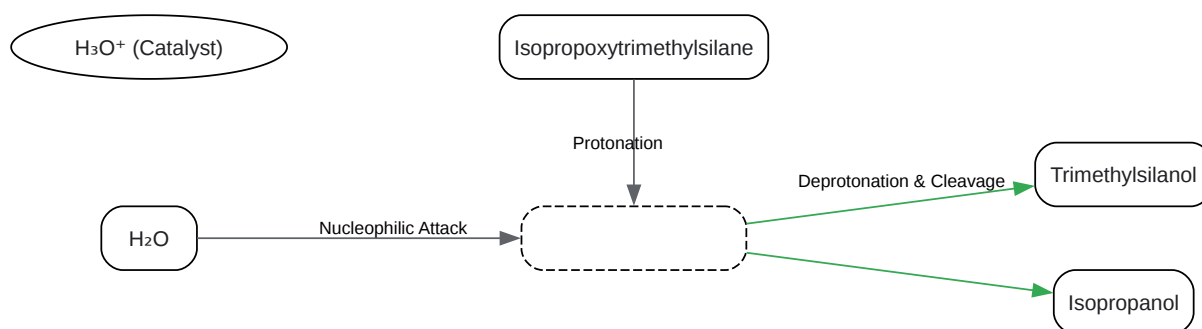 H₃O⁺ (Catalyst)
Isopropoxytrimethylsilane
Protonation
Deprotonation & Cleavage
Trimethylsilanol
H₂O
Nucleophilic Attack
Isopropanol